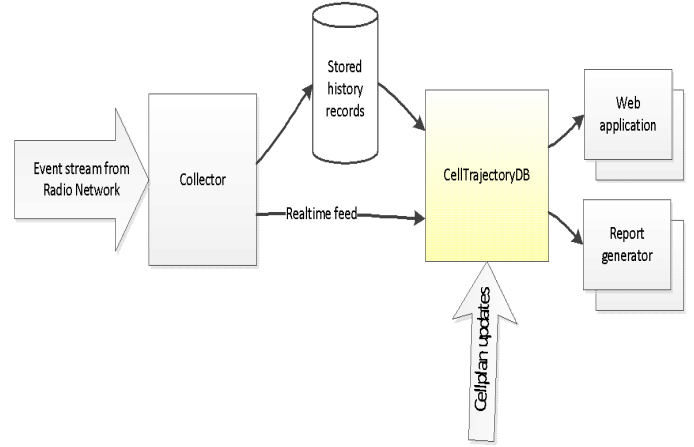 Stored
history
records
Web
application
Event stream from
Radio Network
Collector
CellTrajectoryDB
Realtime feed
Report
generator
Cellplan updates